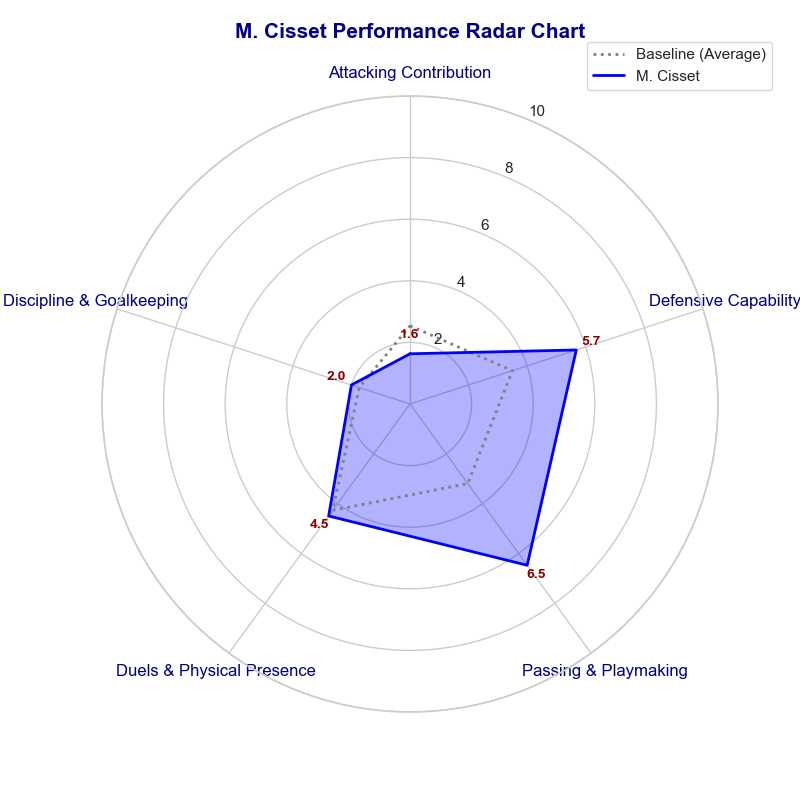 M. Cisset Performance Radar Chart
Baseline (Average)
M. Cisset
Attacking Contribution
10
8
6
4
2
1.6
Discipline & Goalkeeping
Defensive Capability
5.7
2.0
4.5
6.5
Duels & Physical Presence
Passing & Playmaking